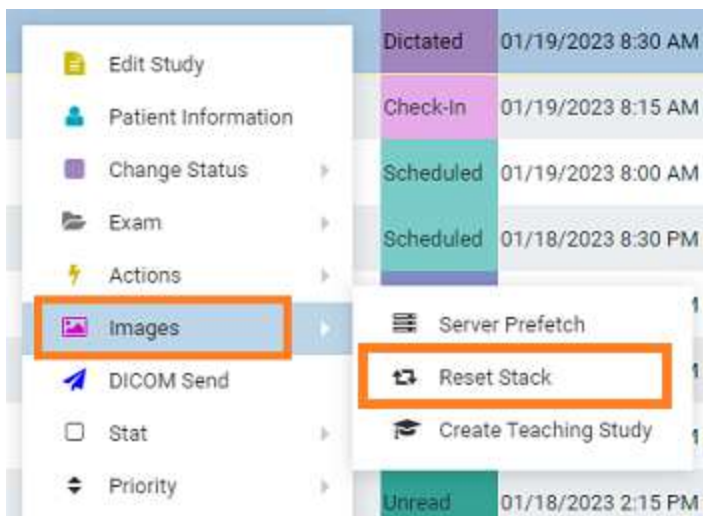 Edit Study
Patient Information
Change Status
Exam
Actions
Images
DICOM Send
Stat
Priority
Server Prefetch
Reset Stack
Create Teaching Study
Dictated 01/19/2023 8:30 AM
Check-In 01/19/2023 8:15 AM
Scheduled 01/19/2023 8:00 AM
Scheduled 01/18/2023 8:30 PM
Unread 01/18/2023 2:15 PM